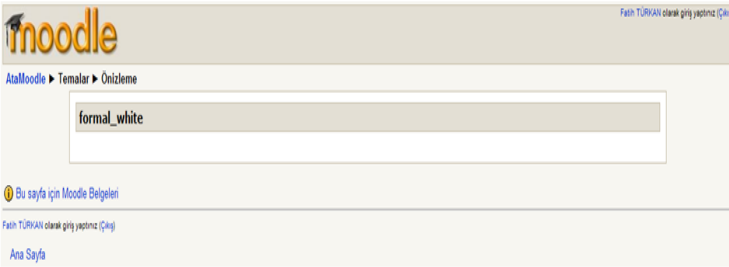 moodle
Fatih TÜRKAN olarak giriş yaptınız (Çıkış
AtaMoodle ► Temalar ► Önizleme
formal_white
Bu sayfa için Moodle Belgeleri
Fatih TÜRKAN olarak giriş yaptınız (Çıkış)
Ana Sayfa